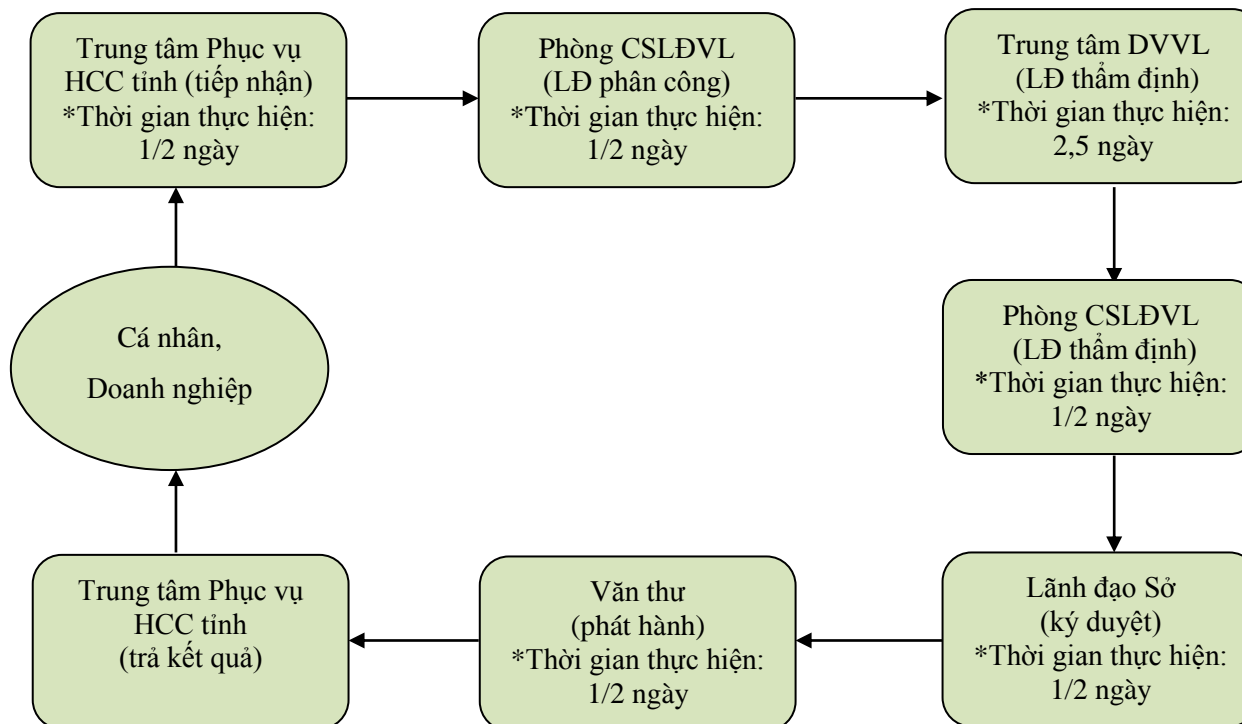 Trung tâm Phục vụ
HCC tỉnh (tiếp nhận)
*Thời gian thực hiện:
1/2 ngày
Phòng CSLĐVL
(LĐ phân công)
*Thời gian thực hiện:
1/2 ngày
Trung tâm DVVL
(LĐ thẩm định)
*Thời gian thực hiện:
2,5 ngày
Phòng CSLĐVL
(LĐ thẩm định)
*Thời gian thực hiện:
1/2 ngày
Lãnh đạo Sở
(ký duyệt)
*Thời gian thực hiện:
1/2 ngày
Văn thư
(phát hành)
*Thời gian thực hiện:
1/2 ngày
Trung tâm Phục vụ
HCC tỉnh
(trả kết quả)
Cá nhân,
Doanh nghiệp